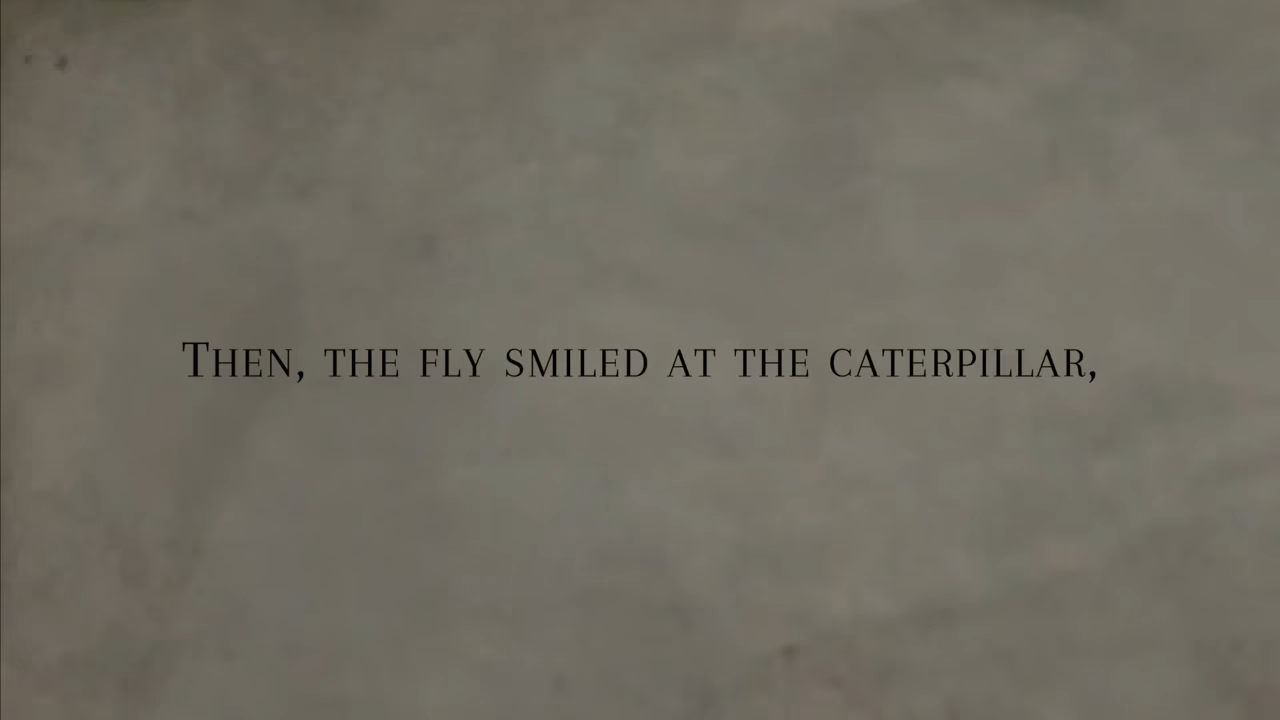 Then, the fly smiled at the caterpillar,